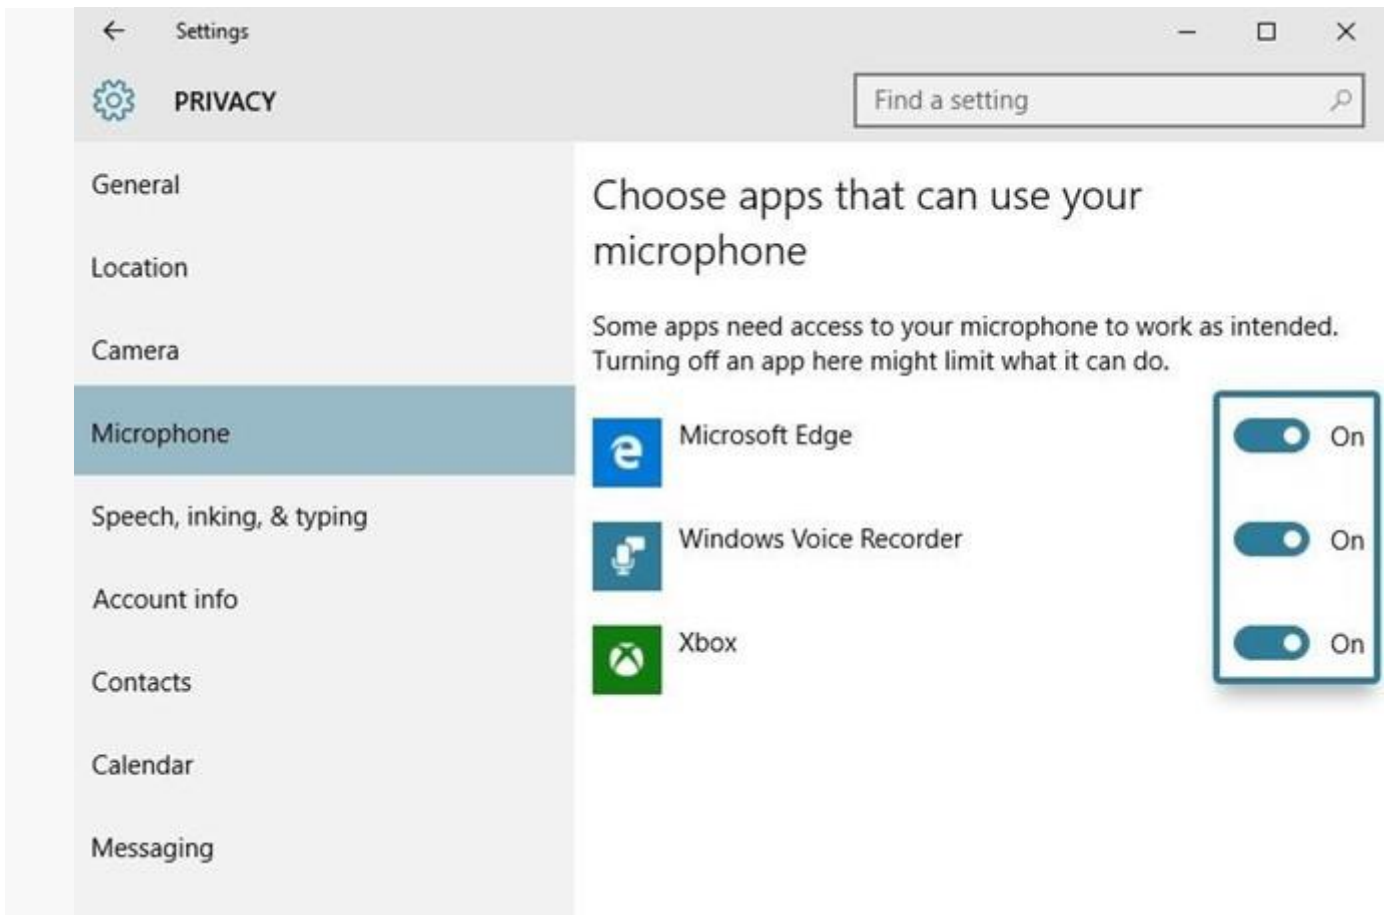 Settings
PRIVACY
Find a setting
General
Location
Camera
Microphone
Speech, inking, & typing
Account info
Contacts
Calendar
Messaging
Choose apps that can use your
microphone
Some apps need access to your microphone to work as intended.
Turning off an app here might limit what it can do.
Microsoft Edge On
Windows Voice Recorder On
Xbox On